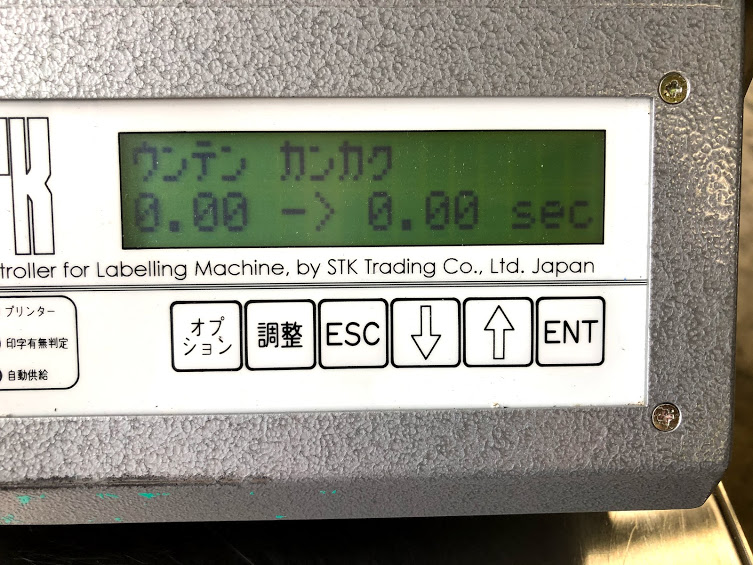 ウンテン カンカク
0.00 -> 0.00 sec
troller for Labelling Machine, by STK Trading Co., Ltd. Japan
プリンター
印字有無判定
自動供給
オプション
調整
ESC
↓
↑
ENT